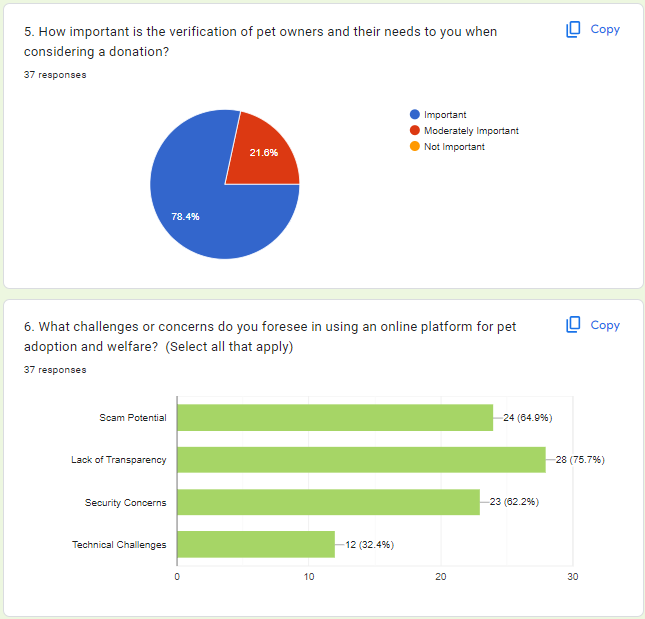 5. How important is the verification of pet owners and their needs to you when
considering a donation?
Copy
37 responses
Important
Moderately Important
Not Important
21.6%
78.4%
6. What challenges or concerns do you foresee in using an online platform for pet
adoption and welfare?  (Select all that apply)
Copy
37 responses
Scam Potential
24 (64.9%)
Lack of Transparency
28 (75.7%)
Security Concerns
23 (62.2%)
Technical Challenges
12 (32.4%)
0 10 20 30